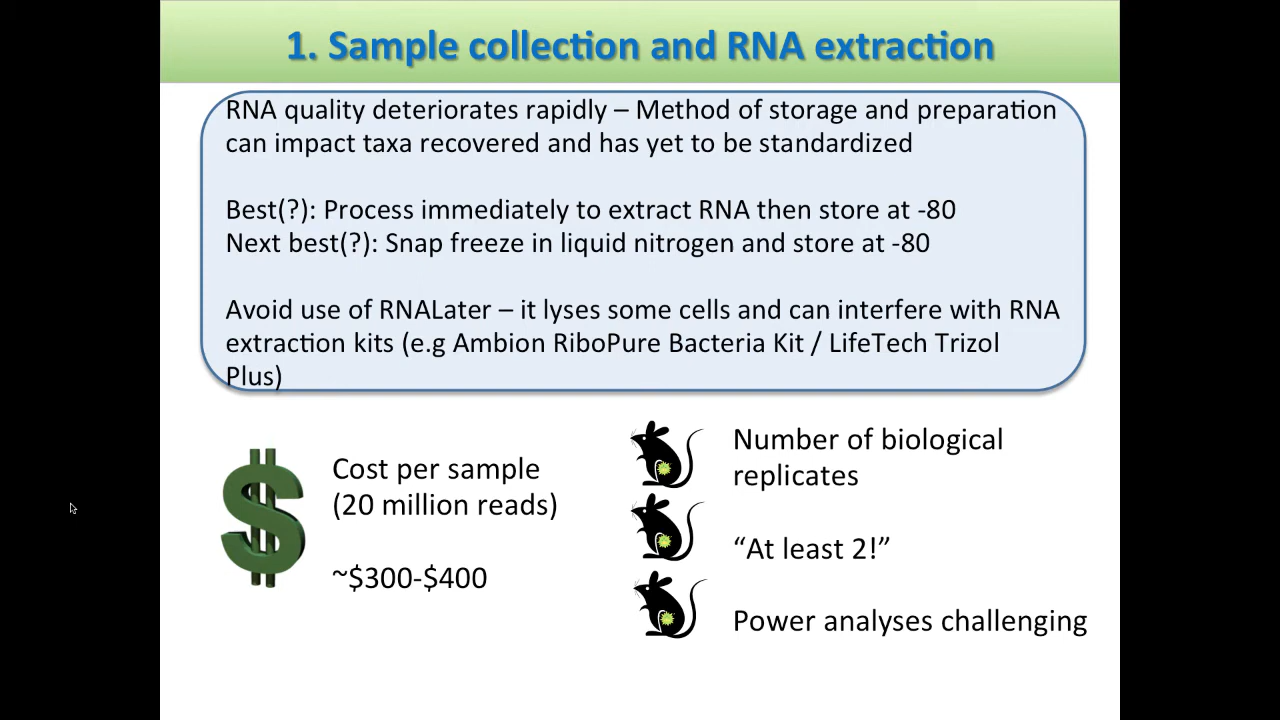 1. Sample collection and RNA extraction
RNA quality deteriorates rapidly – Method of storage and preparation
can impact taxa recovered and has yet to be standardized
Best(?): Process immediately to extract RNA then store at -80
Next best(?): Snap freeze in liquid nitrogen and store at -80
Avoid use of RNALater – it lyses some cells and can interfere with RNA
extraction kits (e.g Ambion RiboPure Bacteria Kit / LifeTech Trizol
Plus)
Cost per sample
(20 million reads)
~$300-$400
Number of biological
replicates
“At least 2!”
Power analyses challenging